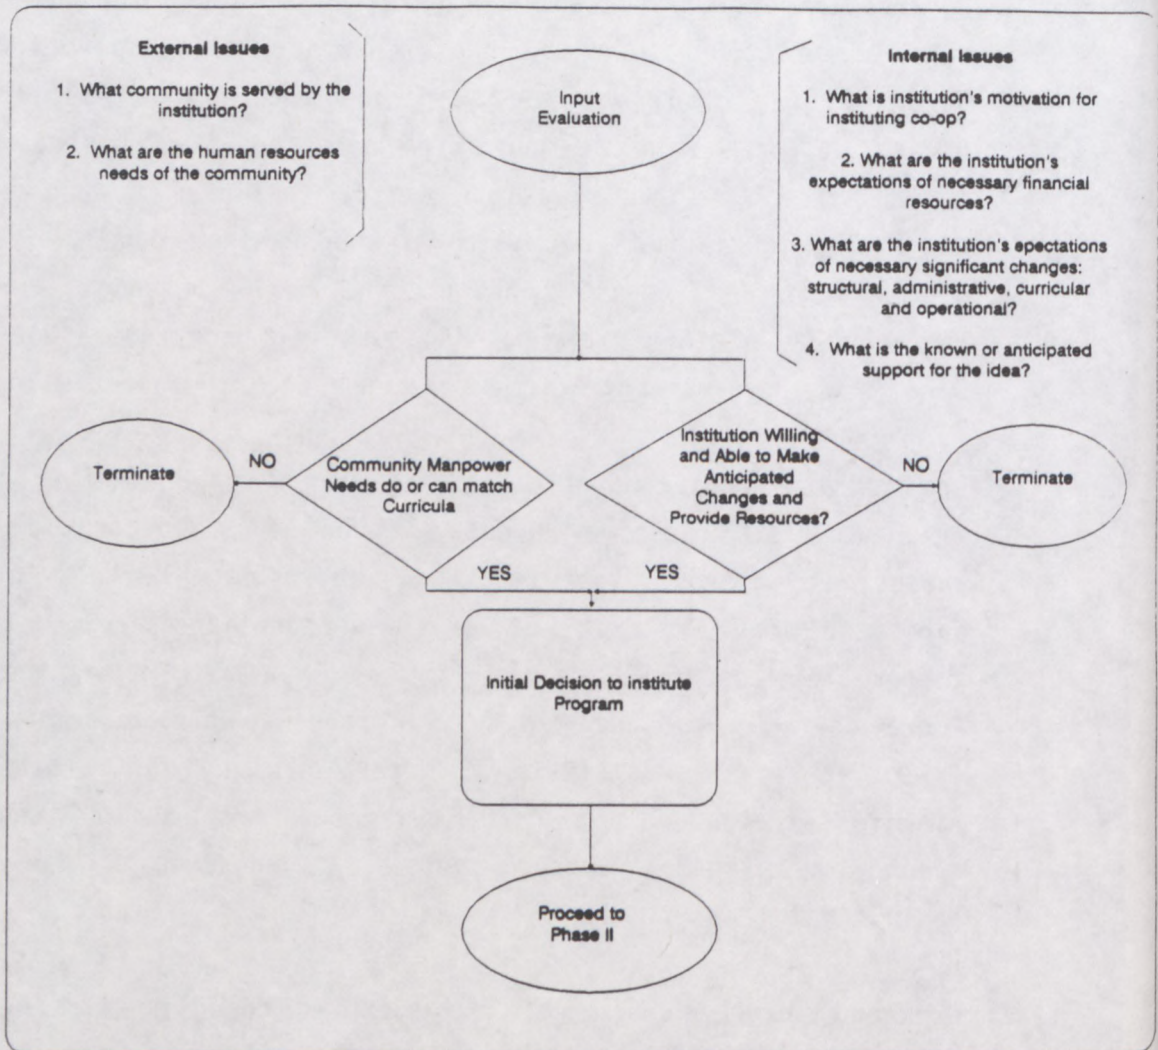 External Issues
1. What community is served by the
institution?
2. What are the human resources
needs of the community?
Input
Evaluation
Internal Issues
1. What is institution's motivation for
instituting co-op?
2. What are the institution's
expectations of necessary financial
resources?
3. What are the institution's epectations
of necessary significant changes:
structural, administrative, curricular
and operational?
4. What is the known or anticipated
support for the idea?
Terminate
NO
Community Manpower
Needs do or can match
Curricula
Institution Willing
and Able to Make
Anticipated
Changes and
Provide Resources?
NO
Terminate
YES
YES
Initial Decision to institute
Program
Proceed to
Phase II